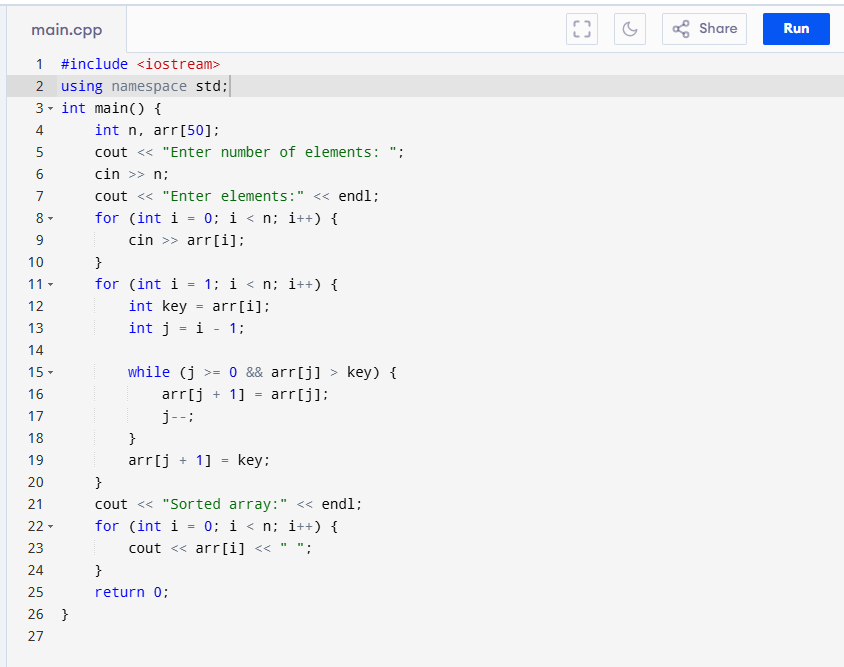 main.cpp
Share
Run
1 #include <iostream>
2 using namespace std;
3 int main() {
4     int n, arr[50];
5     cout << "Enter number of elements: ";
6     cin >> n;
7     cout << "Enter elements:" << endl;
8     for (int i = 0; i < n; i++) {
9         cin >> arr[i];
10     }
11     for (int i = 1; i < n; i++) {
12         int key = arr[i];
13         int j = i - 1;
14
15         while (j >= 0 && arr[j] > key) {
16             arr[j + 1] = arr[j];
17             j--;
18         }
19         arr[j + 1] = key;
20     }
21     cout << "Sorted array:" << endl;
22     for (int i = 0; i < n; i++) {
23         cout << arr[i] << " ";
24     }
25     return 0;
26 }
27